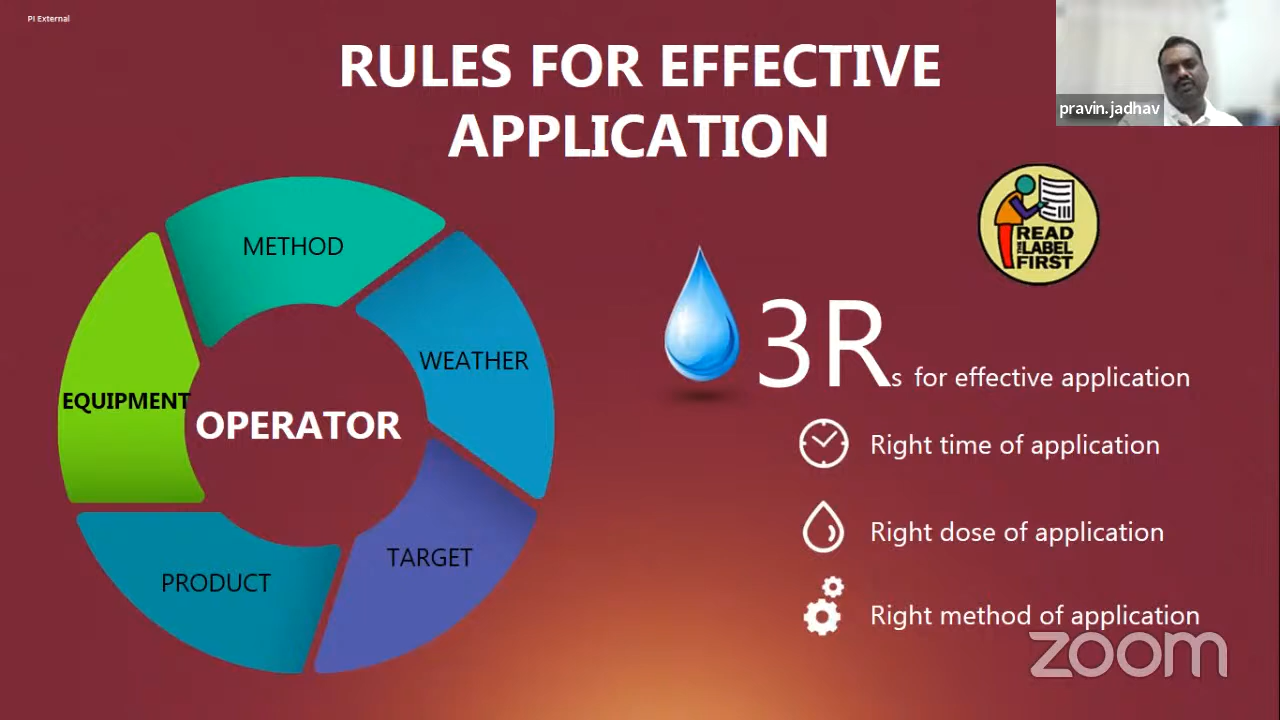 PI External
RULES FOR EFFECTIVE
APPLICATION
pravin.jadhav
READ
THE LABEL
FIRST
METHOD
WEATHER
EQUIPMENT
OPERATOR
TARGET
PRODUCT
3Rs for effective application
Right time of application
Right dose of application
Right method of application
zoom